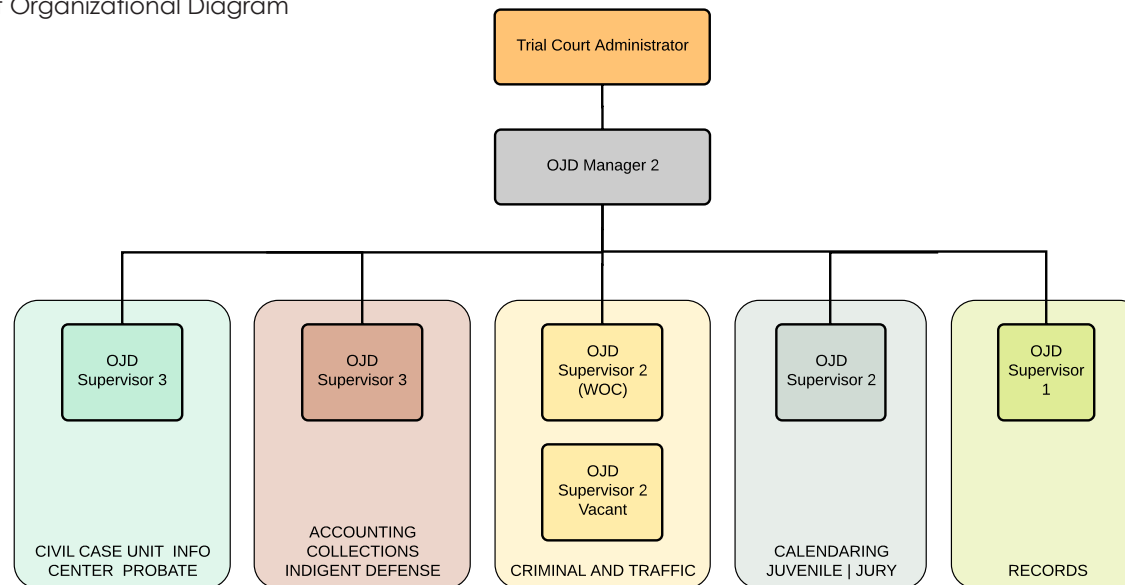 Organizational Diagram
Trial Court Administrator
OJD Manager 2
OJD
Supervisor 3
CIVIL CASE UNIT  INFO
CENTER  PROBATE
OJD
Supervisor 3
ACCOUNTING
COLLECTIONS
INDIGENT DEFENSE
OJD
Supervisor 2
(WOC)
OJD
Supervisor 2
Vacant
CRIMINAL AND TRAFFIC
OJD
Supervisor 2
CALENDARING
JUVENILE | JURY
OJD
Supervisor
1
RECORDS